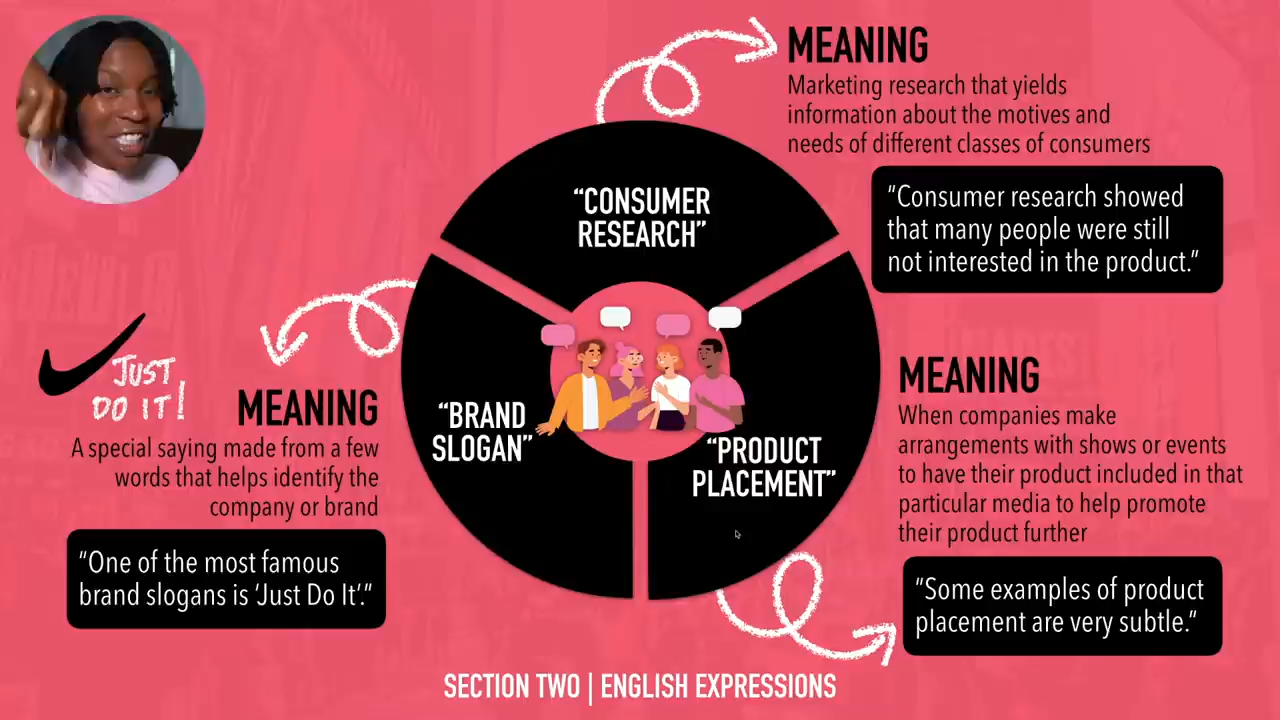 MEANING
Marketing research that yields
information about the motives and
needs of different classes of consumers
"Consumer research showed
that many people were still
not interested in the product."
"CONSUMER
RESEARCH"
JUST
DO IT!
MEANING
A special saying made from a few
words that helps identify the
company or brand
"One of the most famous
brand slogans is 'Just Do It'."
"BRAND
SLOGAN"
"PRODUCT
PLACEMENT"
MEANING
When companies make
arrangements with shows or events
to have their product included in that
particular media to help promote
their product further
"Some examples of product
placement are very subtle."
SECTION TWO | ENGLISH EXPRESSIONS